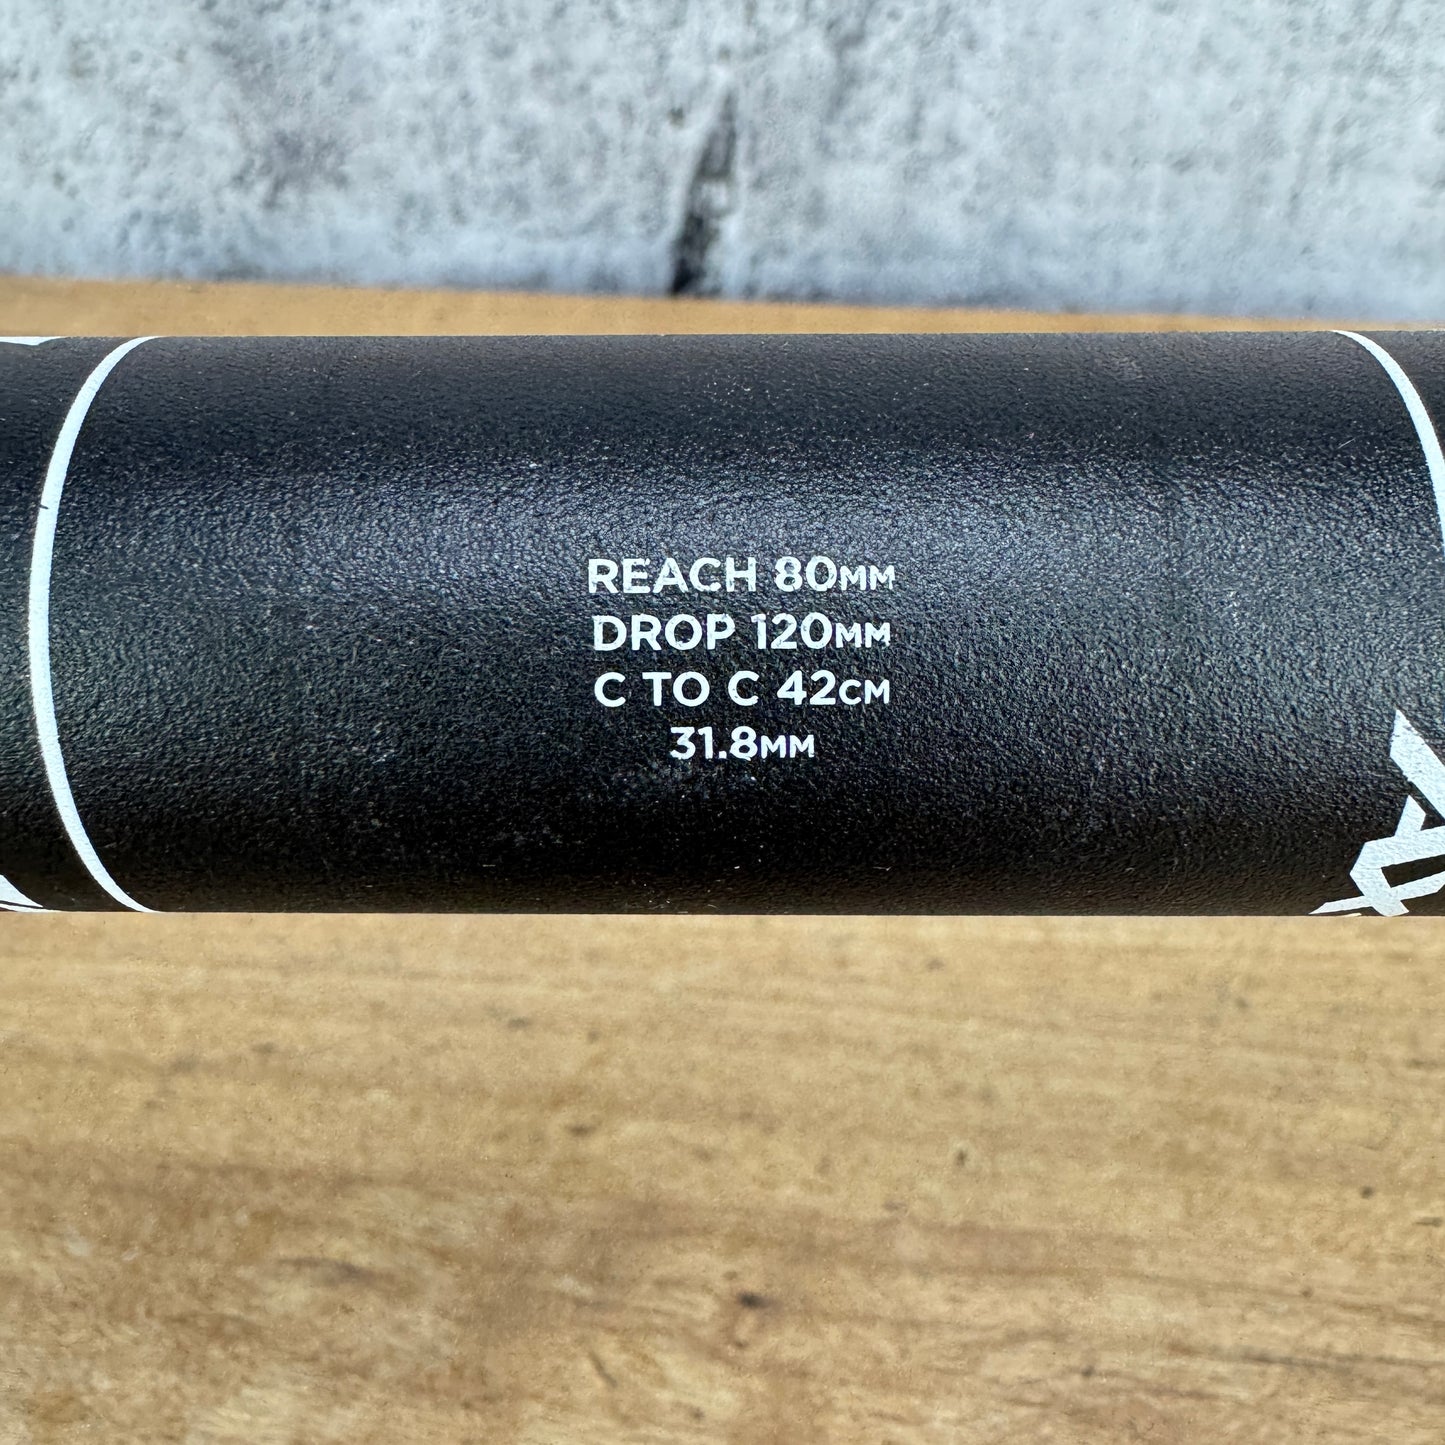 REACH 80MM
DROP 120MM
C TO C 42CM
31.8MM